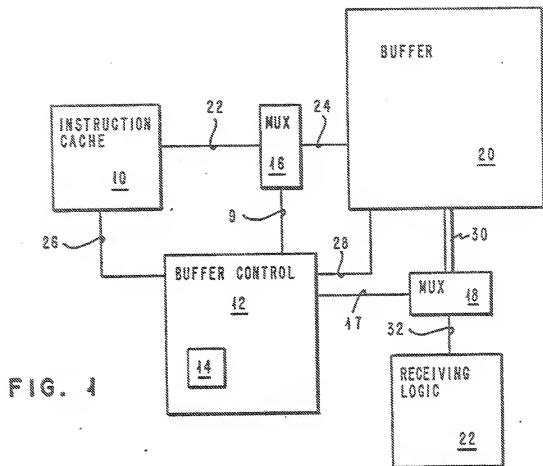 BUFFER
20
22
24
MUX
16
INSTRUCTION
CACHE
10
9
26
30
28
BUFFER CONTROL
12
17
MUX 18
32
14
RECEIVING
LOGIC
22
FIG. 1